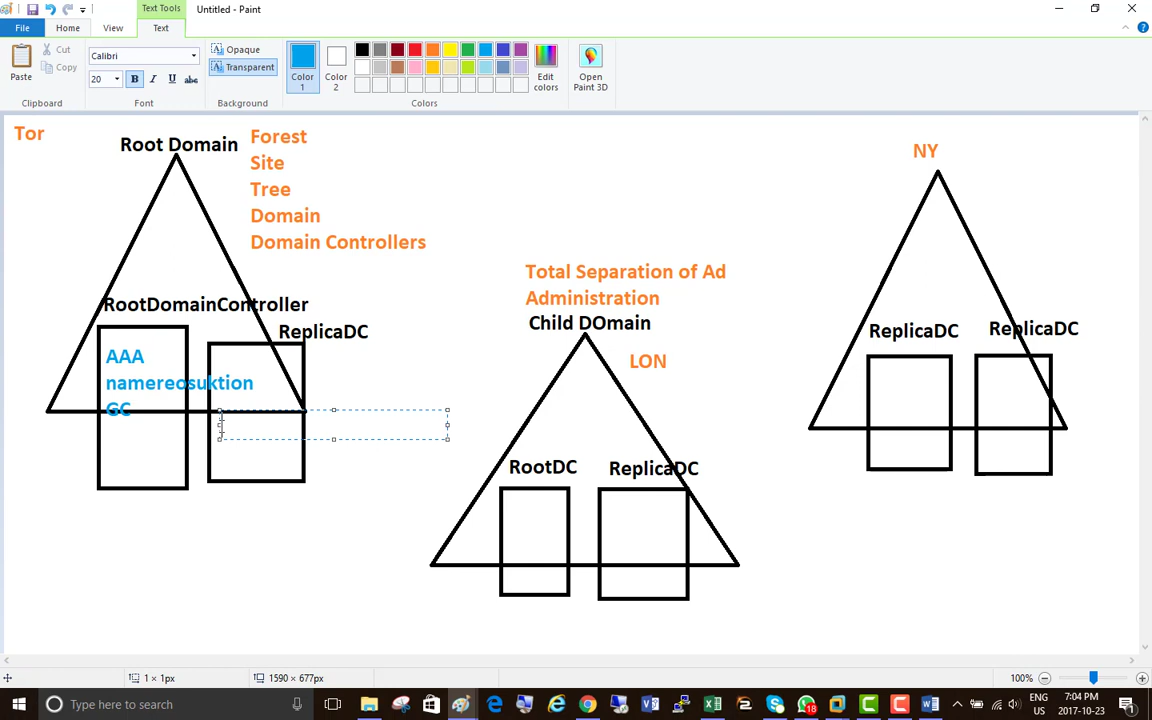 Untitled - Paint
Text Tools
File
Home
View
Text
Paste
Cut
Copy
Clipboard
Calibri
20
B
I
U
abc
Font
Opaque
Transparent
Background
Color 1
Color 2
Edit colors
Open Paint 3D
Colors
Tor
Root Domain
Forest
Site
Tree
Domain
Domain Controllers
RootDomainController
ReplicaDC
AAA
namereosuktion
GC
Total Separation of Ad
Administration
Child DOmain
LON
RootDC
ReplicaDC
NY
ReplicaDC
ReplicaDC
1 × 1px
1590 × 677px
100%
Type here to search
18
ENG
US
7:04 PM
2017-10-23
1